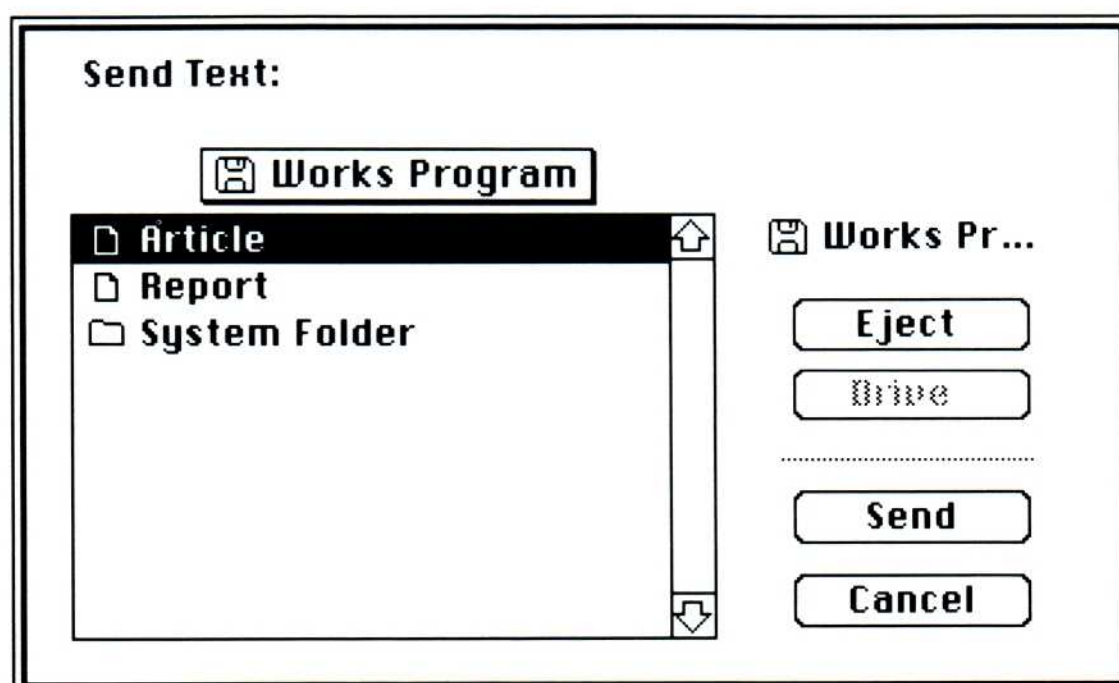 Send Text:
Works Program
Article
Report
System Folder
Works Pr...
Eject
Drive
Send
Cancel